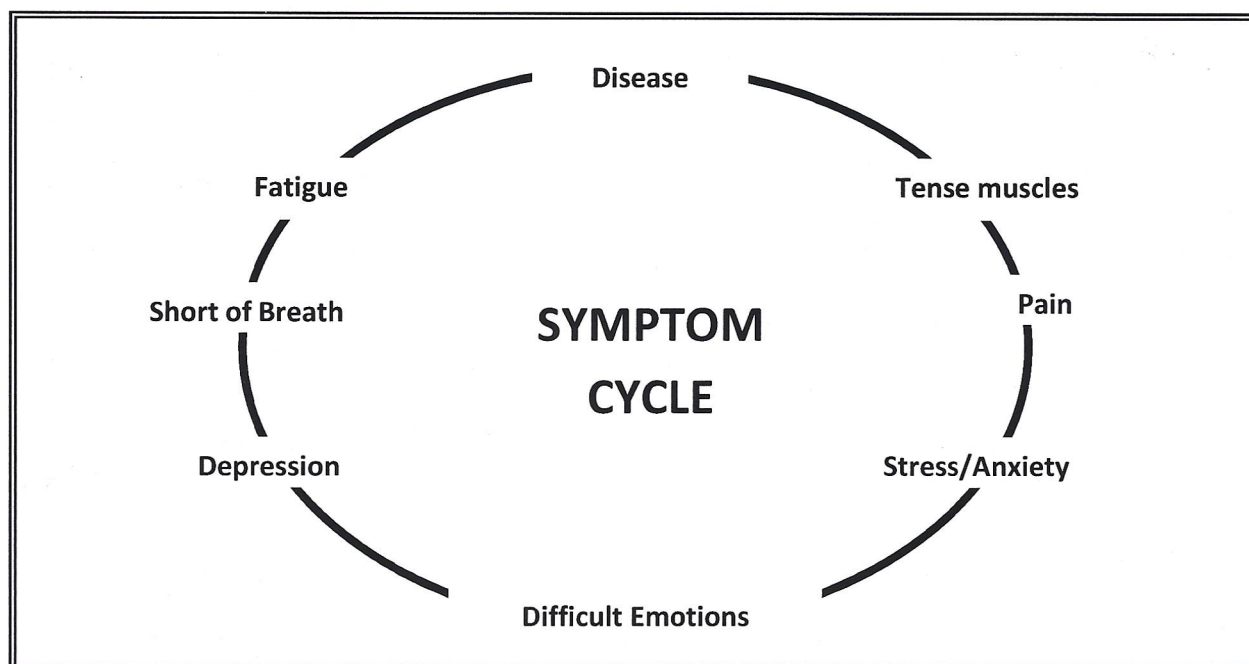 Disease
Fatigue
Tense muscles
Short of Breath
Pain
SYMPTOM
CYCLE
Depression
Stress/Anxiety
Difficult Emotions